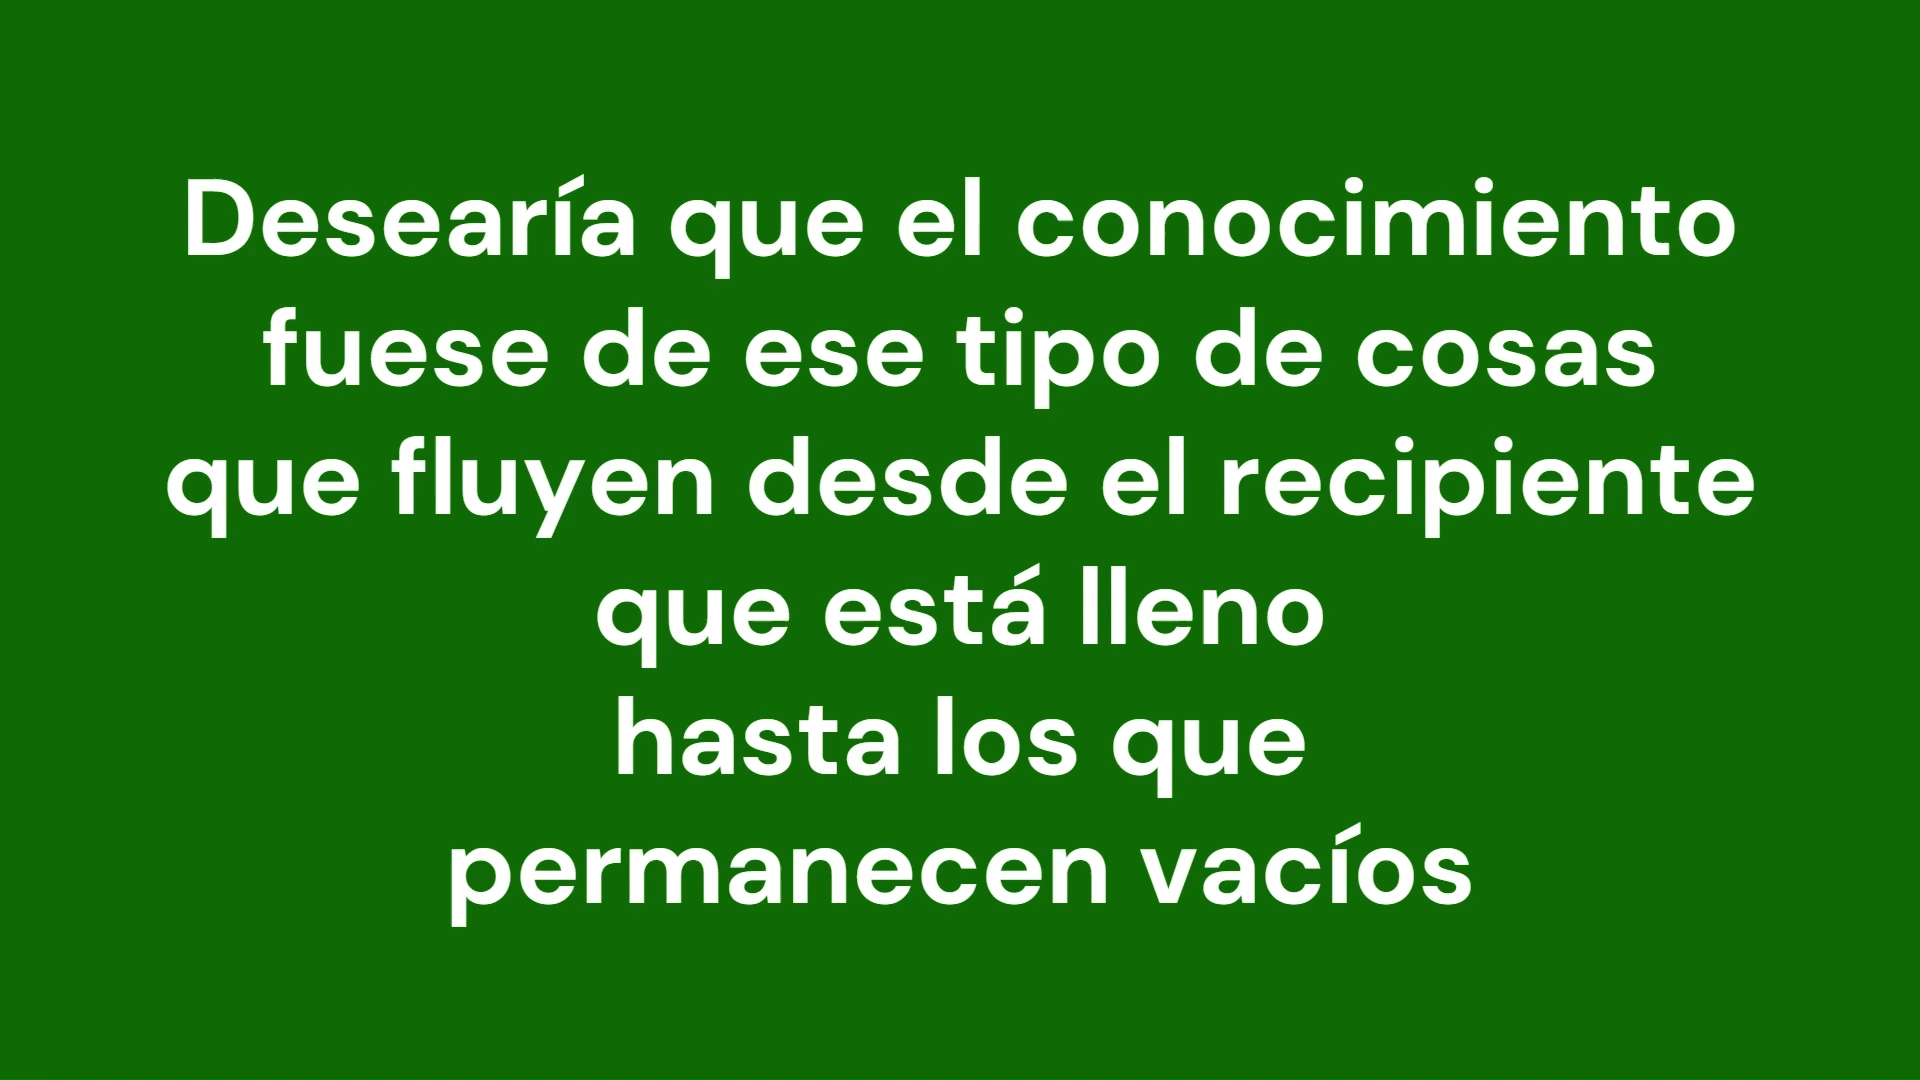 Desearía que el conocimiento
fuese de ese tipo de cosas
que fluyen desde el recipiente
que está lleno
hasta los que
permanecen vacíos